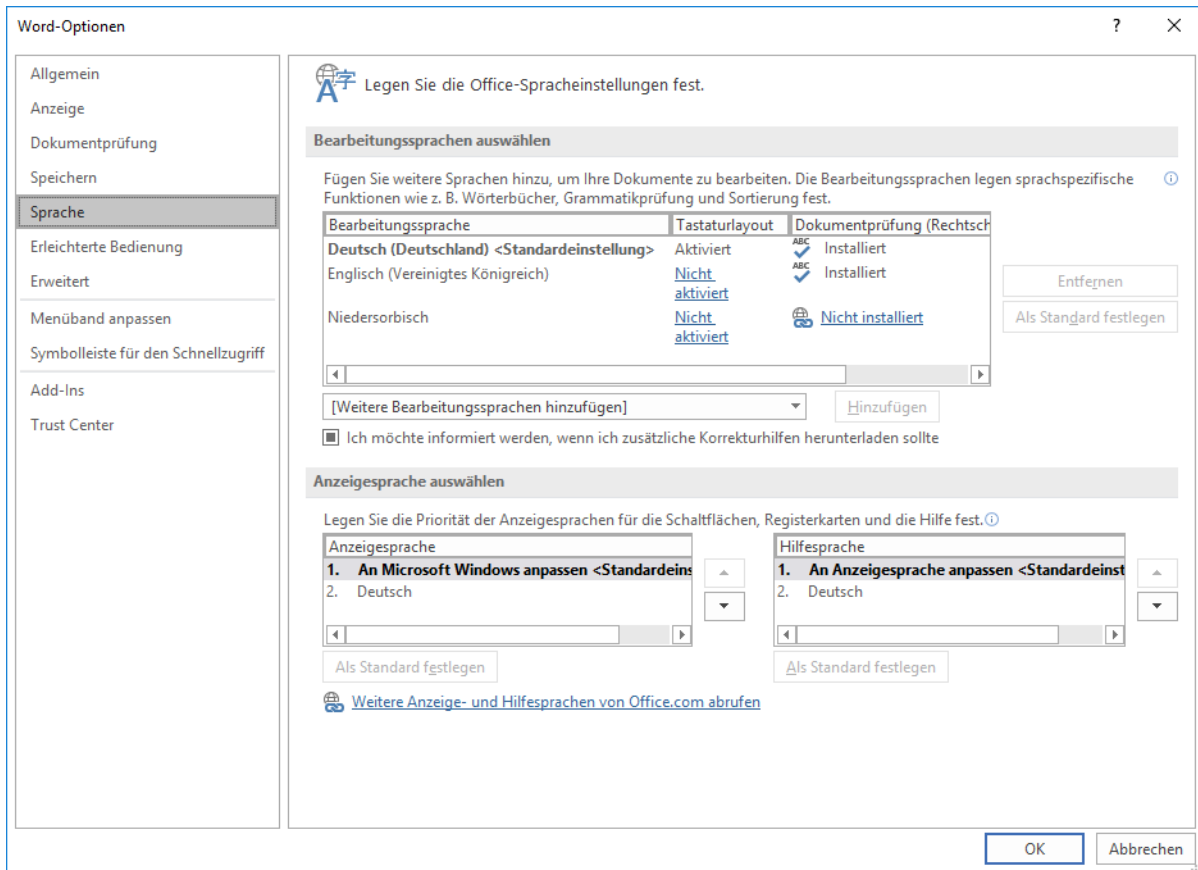 Word-Optionen
?
Allgemein
Anzeige
Dokumentprüfung
Speichern
Sprache
Erleichterte Bedienung
Erweitert
Menüband anpassen
Symbolleiste für den Schnellzugriff
Add-Ins
Trust Center
A字
Legen Sie die Office-Spracheinstellungen fest.
Bearbeitungssprachen auswählen
Fügen Sie weitere Sprachen hinzu, um Ihre Dokumente zu bearbeiten. Die Bearbeitungssprachen legen sprachspezifische
Funktionen wie z. B. Wörterbücher, Grammatikprüfung und Sortierung fest.
Bearbeitungssprache Tastaturlayout Dokumentprüfung (Rechtsch
Deutsch (Deutschland) <Standardeinstellung> Aktiviert ABC Installiert
Englisch (Vereinigtes Königreich) Nicht ABC Installiert
aktiviert
Niedersorbisch Nicht Nicht installiert
aktiviert
Entfernen
Als Standard festlegen
[Weitere Bearbeitungssprachen hinzufügen] Hinzufügen
Ich möchte informiert werden, wenn ich zusätzliche Korrekturhilfen herunterladen sollte
Anzeigesprache auswählen
Legen Sie die Priorität der Anzeigesprachen für die Schaltflächen, Registerkarten und die Hilfe fest.
Anzeigesprache
1. An Microsoft Windows anpassen <Standardeins
2. Deutsch
Als Standard festlegen
Hilfesprache
1. An Anzeigesprache anpassen <Standardeinst
2. Deutsch
Als Standard festlegen
Weitere Anzeige- und Hilfesprachen von Office.com abrufen
OK Abbrechen